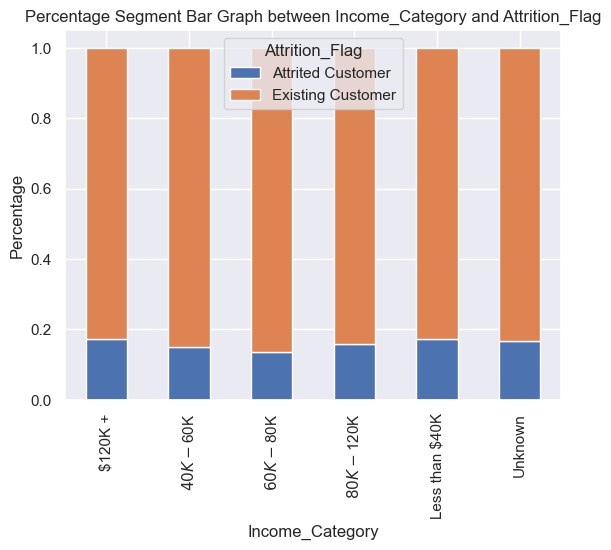 Percentage Segment Bar Graph between Income_Category and Attrition_Flag
Attrition_Flag
Attrited Customer
Existing Customer
Percentage
1.0
0.8
0.6
0.4
0.2
0.0
$120K +
40K − 60K
60K − 80K
80K − 120K
Less than $40K
Unknown
Income_Category